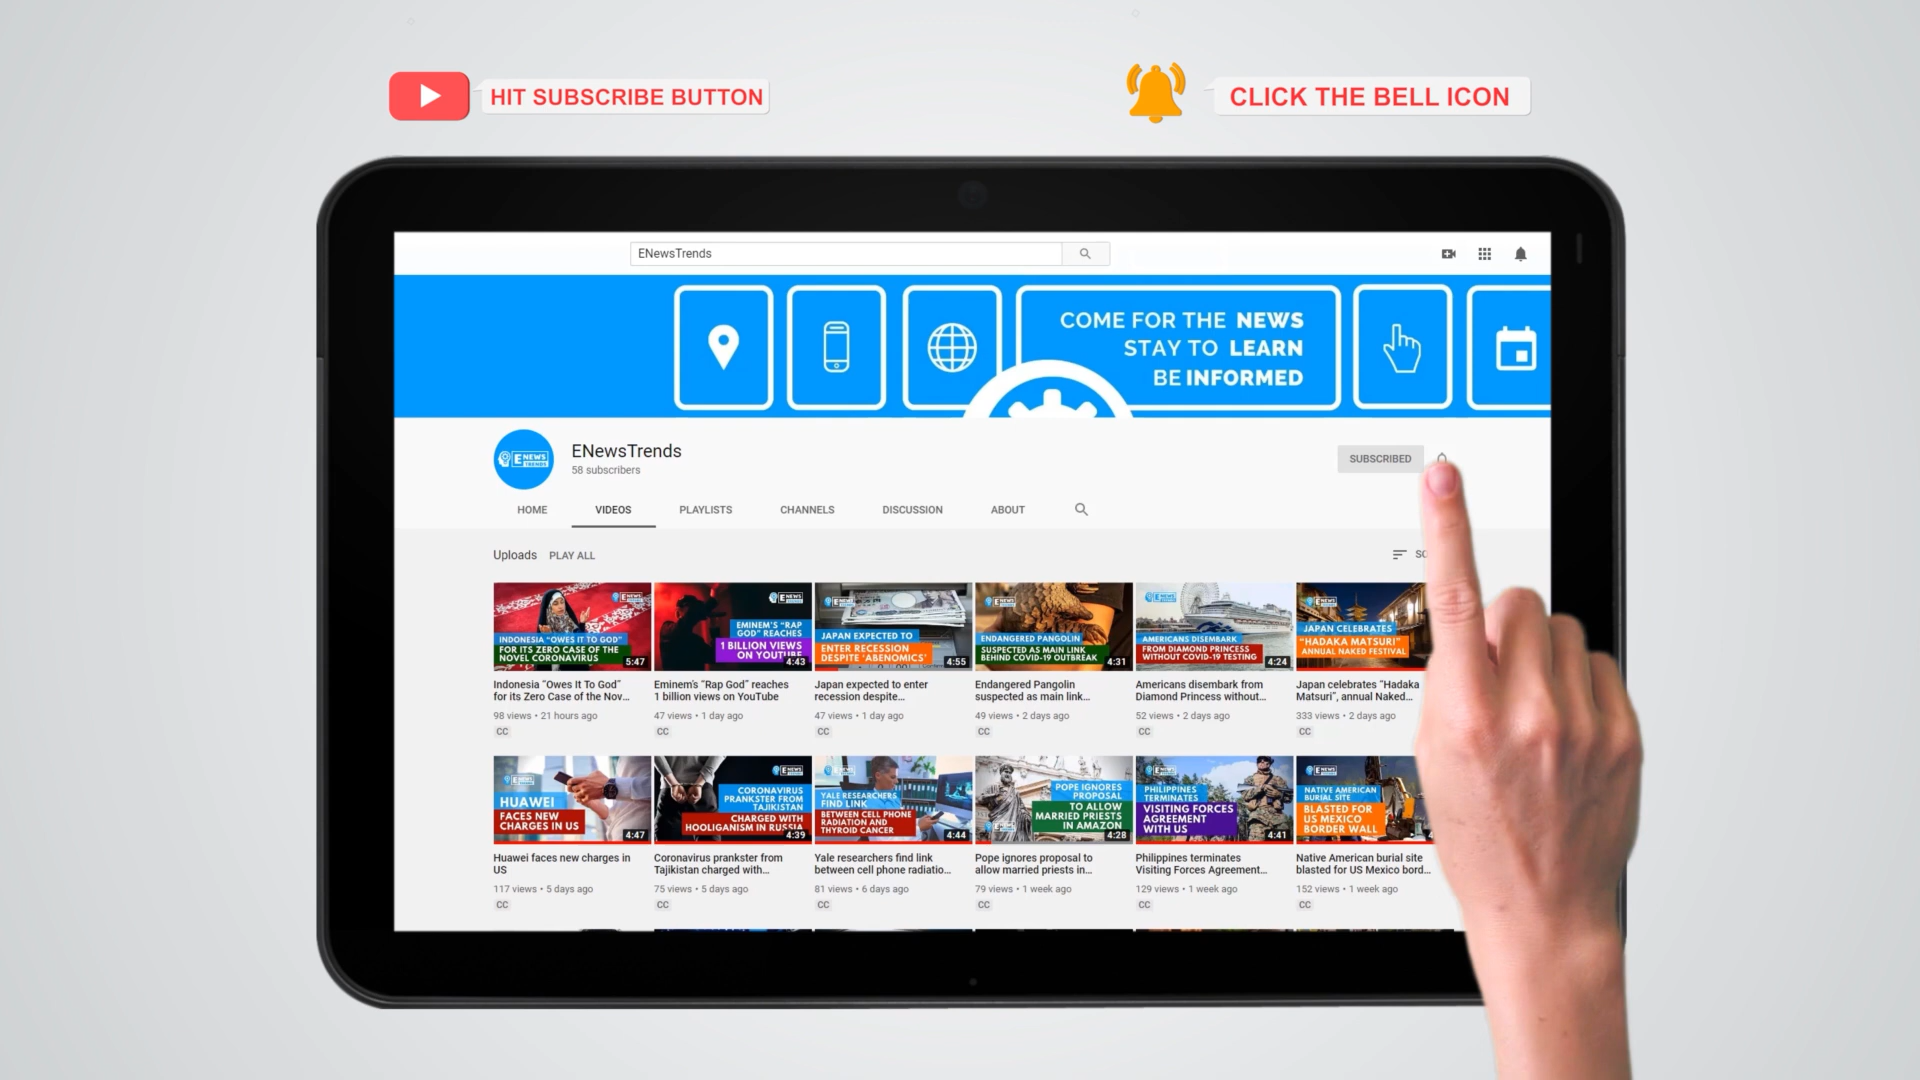 HIT SUBSCRIBE BUTTON
CLICK THE BELL ICON
ENewsTrends
COME FOR THE NEWS
STAY TO LEARN
BE INFORMED
E NEWS
TRENDS
ENewsTrends
58 subscribers
SUBSCRIBED
HOME
VIDEOS
PLAYLISTS
CHANNELS
DISCUSSION
ABOUT
Uploads
PLAY ALL
INDONESIA "OWES IT TO GOD"
FOR ITS ZERO CASE OF THE
NOVEL CORONAVIRUS
5:47
EMINEM'S "RAP
GOD" REACHES
1 BILLION VIEWS
ON YOUTUBE
4:43
JAPAN EXPECTED TO
ENTER RECESSION
DESPITE 'ABENOMICS'
4:55
ENDANGERED PANGOLIN
SUSPECTED AS MAIN LINK
BEHIND COVID-19 OUTBREAK
4:31
AMERICANS DISEMBARK
FROM DIAMOND PRINCESS
WITHOUT COVID-19 TESTING
4:24
JAPAN CELEBRATES
"HADAKA MATSURI"
ANNUAL NAKED FESTIVAL
Indonesia "Owes It To God"
for its Zero Case of the Nov...
98 views • 21 hours ago
CC
Eminem's "Rap God" reaches
1 billion views on YouTube
47 views • 1 day ago
CC
Japan expected to enter
recession despite...
47 views • 1 day ago
CC
Endangered Pangolin
suspected as main link...
49 views • 2 days ago
CC
Americans disembark from
Diamond Princess without...
52 views • 2 days ago
CC
Japan celebrates "Hadaka
Matsuri", annual Naked...
333 views • 2 days ago
CC
HUAWEI
FACES NEW
CHARGES IN US
4:47
CORONAVIRUS
PRANKSTER FROM
TAJIKISTAN
CHARGED WITH
HOOLIGANISM IN RUSSIA
4:39
YALE RESEARCHERS
FIND LINK
BETWEEN CELL PHONE
RADIATION AND
THYROID CANCER
4:44
POPE IGNORES
PROPOSAL
TO ALLOW
MARRIED PRIESTS
IN AMAZON
4:28
PHILIPPINES
TERMINATES
VISITING FORCES
AGREEMENT
WITH US
4:41
NATIVE AMERICAN
BURIAL SITE
BLASTED FOR
US MEXICO
BORDER WALL
Huawei faces new charges in
US
117 views • 5 days ago
CC
Coronavirus prankster from
Tajikistan charged with...
75 views • 5 days ago
CC
Yale researchers find link
between cell phone radiatio...
81 views • 6 days ago
CC
Pope ignores proposal to
allow married priests in...
79 views • 1 week ago
CC
Philippines terminates
Visiting Forces Agreement...
129 views • 1 week ago
CC
Native American burial site
blasted for US Mexico bord...
152 views • 1 week ago
CC